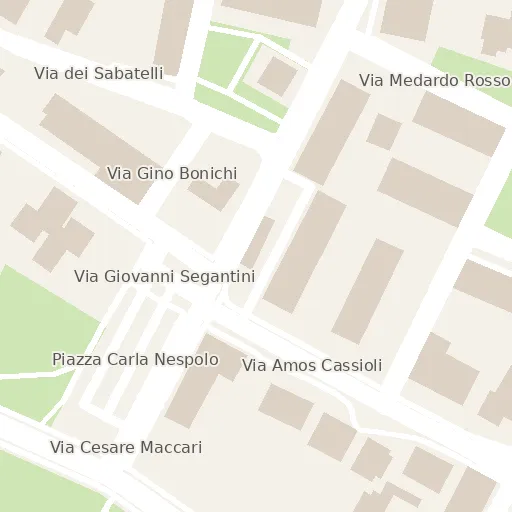 Via dei Sabatelli
Via Medardo Rosso
Via Gino Bonichi
Via Giovanni Segantini
Piazza Carla Nespolo
Via Amos Cassioli
Via Cesare Maccari